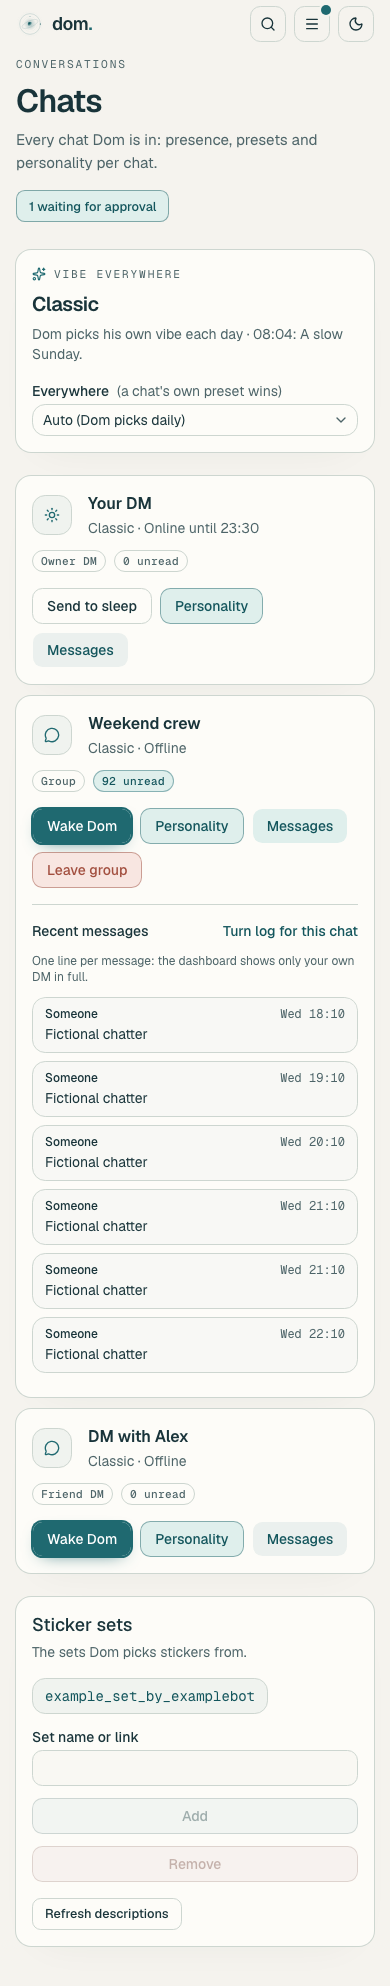 dom.
CONVERSATIONS
Chats
Every chat Dom is in: presence, presets and
personality per chat.
1 waiting for approval
VIBE EVERYWHERE
Classic
Dom picks his own vibe each day · 08:04: A slow
Sunday.
Everywhere (a chat's own preset wins)
Auto (Dom picks daily)
Your DM
Classic · Online until 23:30
Owner DM 0 unread
Send to sleep Personality
Messages
Weekend crew
Classic · Offline
Group 92 unread
Wake Dom Personality Messages
Leave group
Recent messages Turn log for this chat
One line per message: the dashboard shows only your own
DM in full.
Someone Wed 18:10
Fictional chatter
Someone Wed 19:10
Fictional chatter
Someone Wed 20:10
Fictional chatter
Someone Wed 21:10
Fictional chatter
Someone Wed 21:10
Fictional chatter
Someone Wed 22:10
Fictional chatter
DM with Alex
Classic · Offline
Friend DM 0 unread
Wake Dom Personality Messages
Sticker sets
The sets Dom picks stickers from.
example_set_by_examplebot
Set name or link
Add
Remove
Refresh descriptions